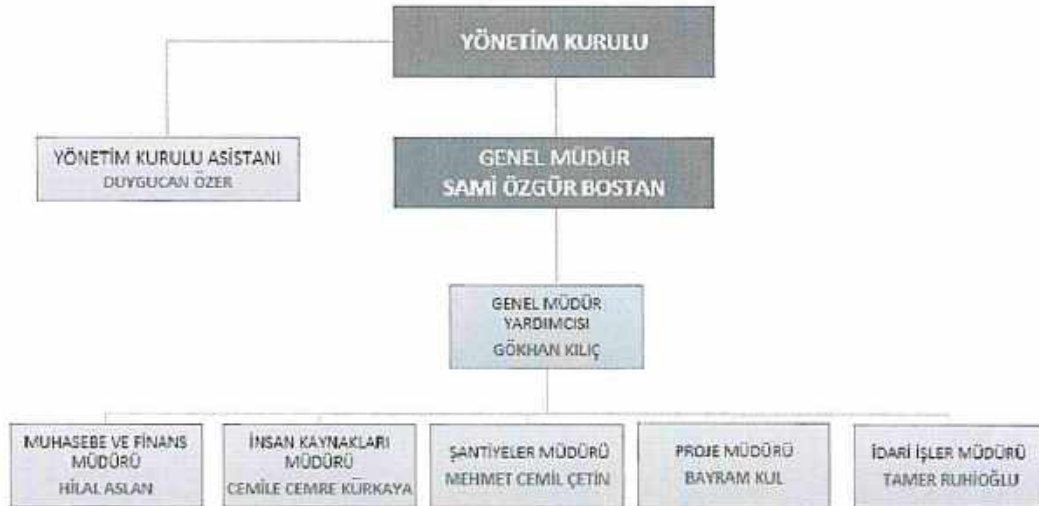 YÖNETİM KURULU
YÖNETİM KURULU ASİSTANI
DUYGUCAN ÖZER
GENEL MÜDÜR
SAMİ ÖZGÜR BOSTAN
GENEL MÜDÜR
YARDIMCISI
GÖKHAN KILIÇ
MUHASEBE VE FİNANS
MÜDÜRÜ
HİLAL ASLAN
İNSAN KAYNAKLARI
MÜDÜRÜ
CEMİLE CEMRE KÜRKAYA
ŞANTİYELER MÜDÜRÜ
MEHMET CEMİL ÇETİN
PROJE MÜDÜRÜ
BAYRAM KUL
İDARİ İŞLER MÜDÜRÜ
TAMER RUHİOĞLU